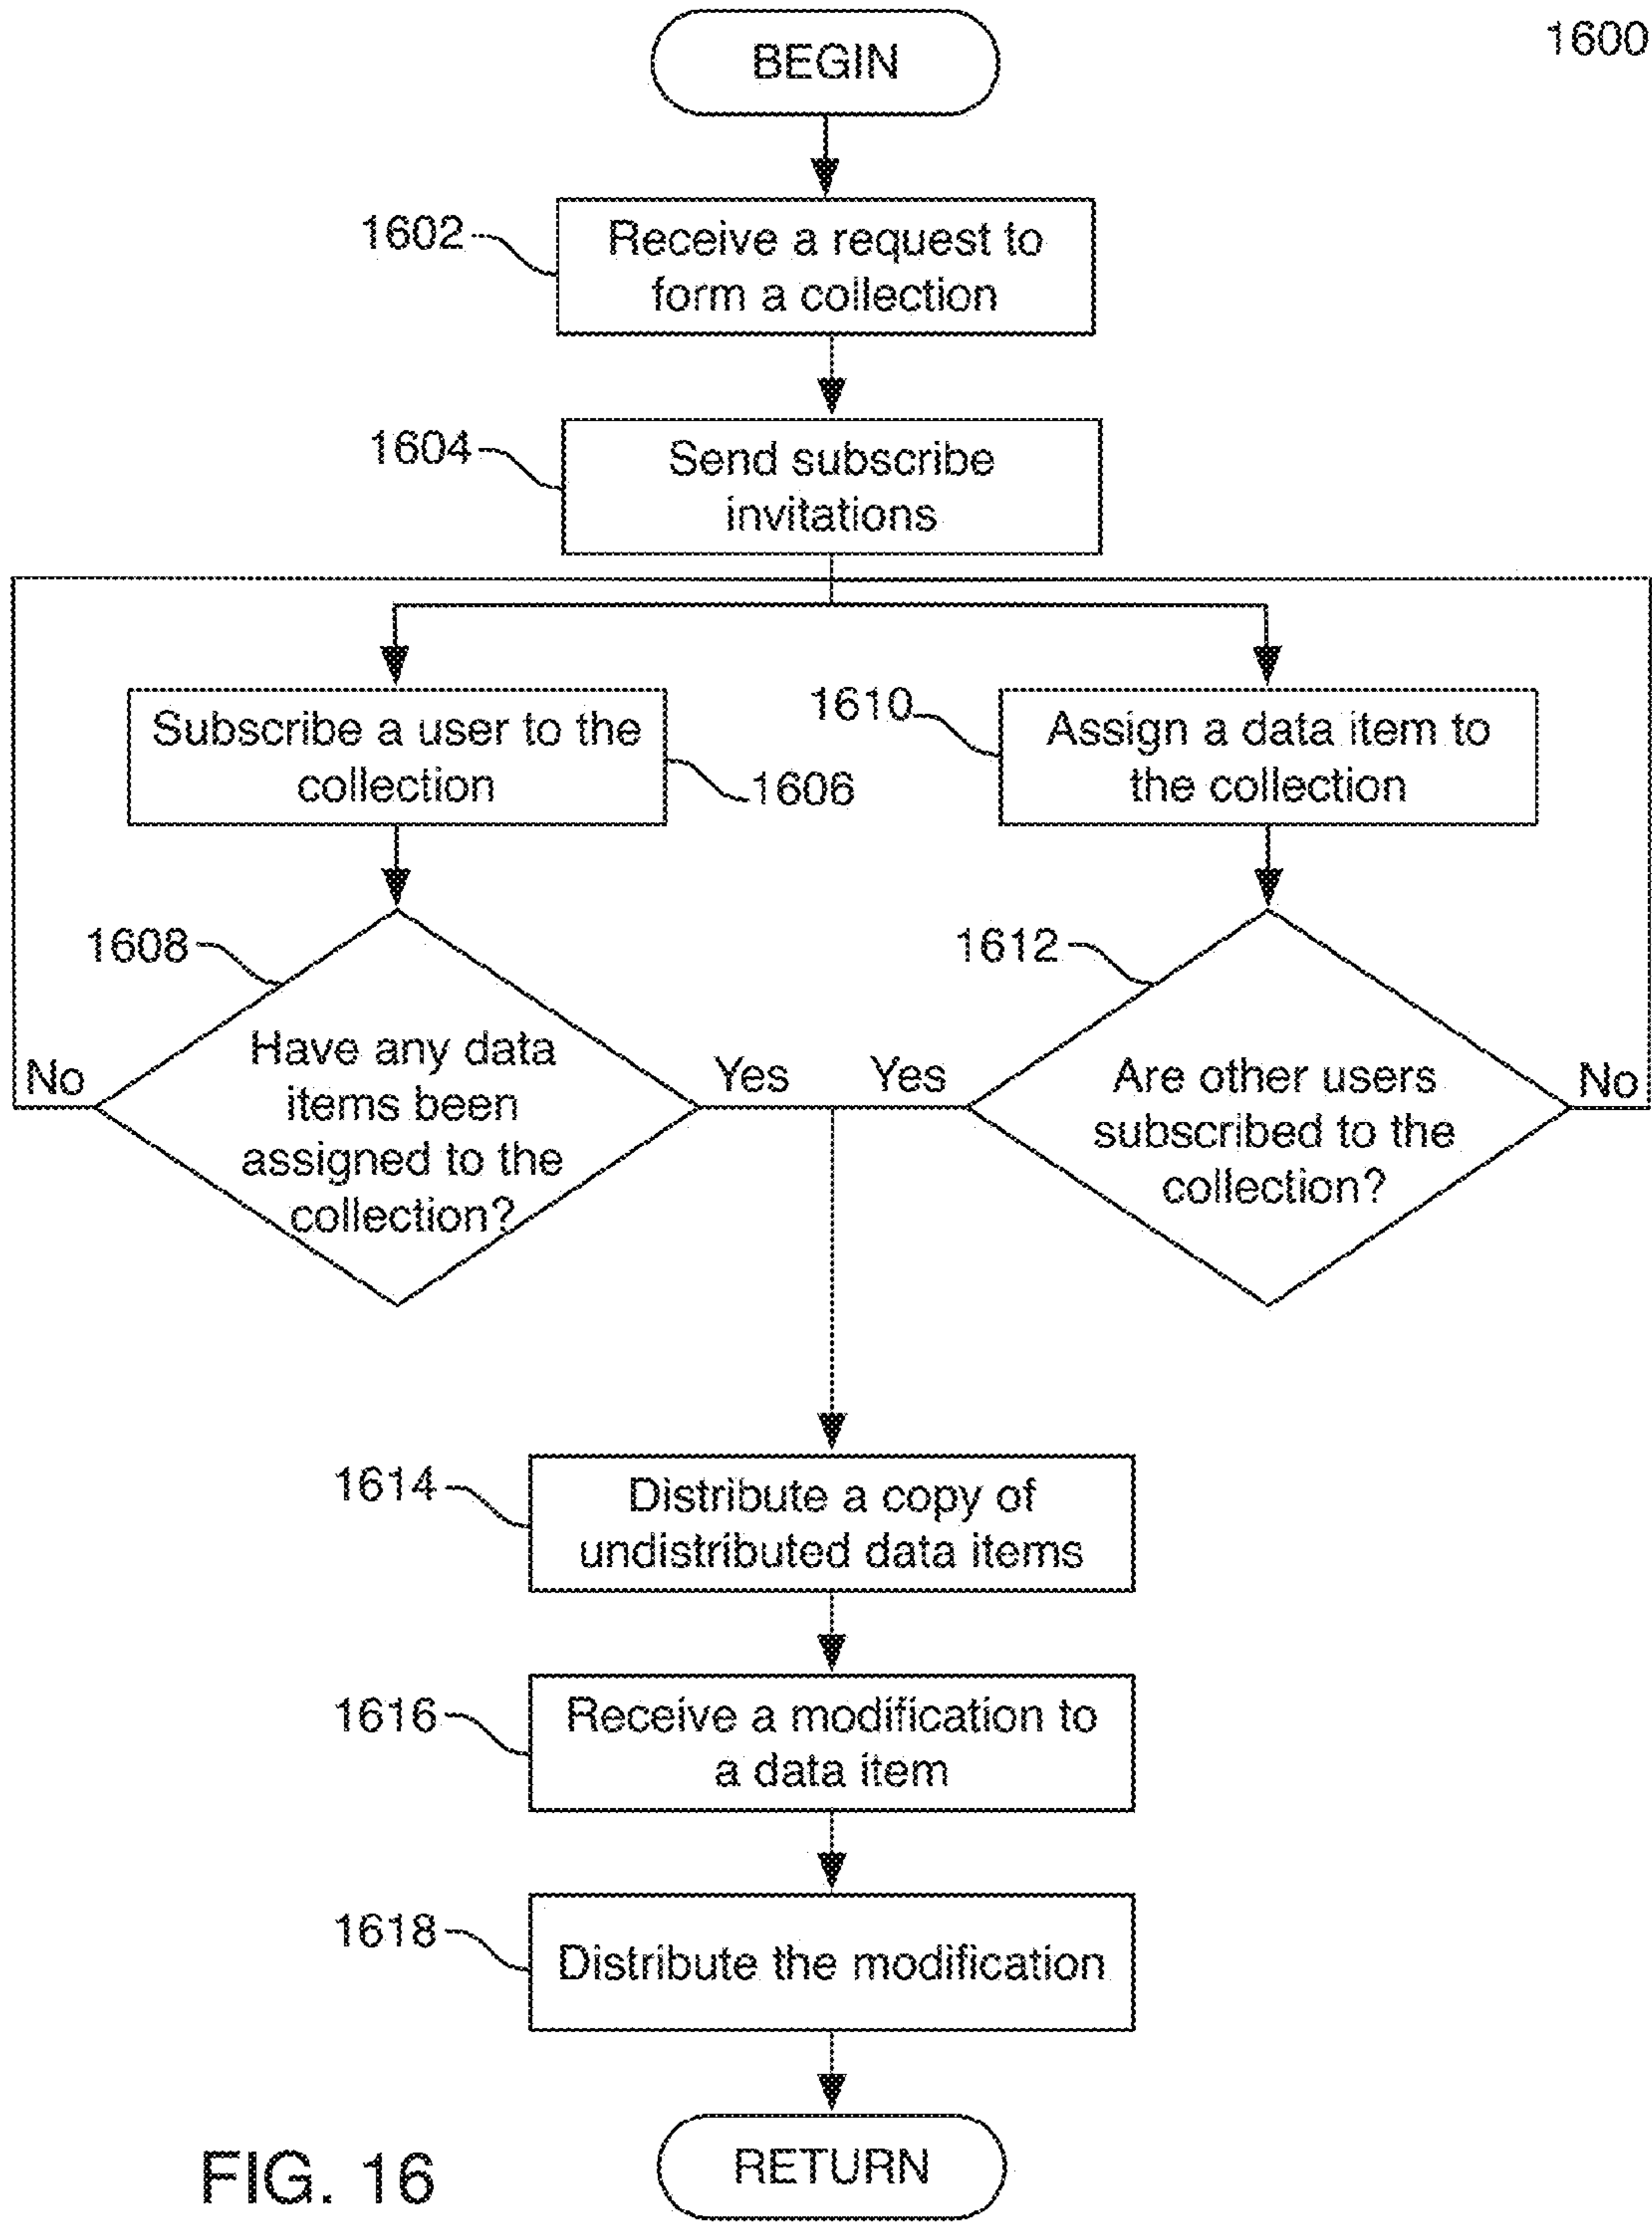 1600
BEGIN
1602
Receive a request to
form a collection
1604
Send subscribe
invitations
Subscribe a user to the
collection
1606
1610
Assign a data item to
the collection
1608
Have any data
items been
assigned to the
collection?
No
Yes
1612
Are other users
subscribed to the
collection?
Yes
No
1614
Distribute a copy of
undistributed data items
1616
Receive a modification to
a data item
1618
Distribute the modification
RETURN
FIG. 16